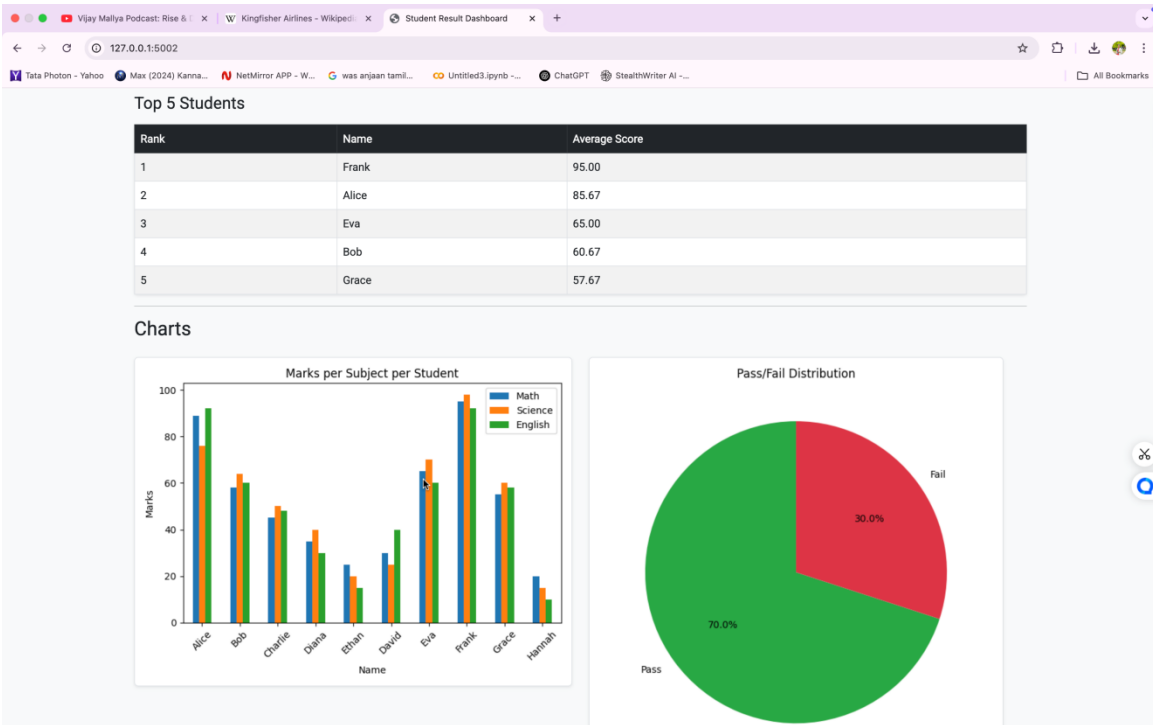 Vijay Mallya Podcast: Rise & Kingfisher Airlines - Wikipedi Student Result Dashboard
127.0.0.1:5002
Tata Photon - Yahoo Max (2024) Kanna... NetMirror APP - W... was anjaan tamil... Untitled3.ipynb -... ChatGPT StealthWriter AI -... All Bookmarks
Top 5 Students
Rank Name Average Score
1 Frank 95.00
2 Alice 85.67
3 Eva 65.00
4 Bob 60.67
5 Grace 57.67
Charts
Marks per Subject per Student
Math
Science
English
100
80
60
40
20
0
Marks
Alice Bob Charlie Diana Ethan David Eva Frank Grace Hannah
Name
Pass/Fail Distribution
Fail
30.0%
70.0%
Pass